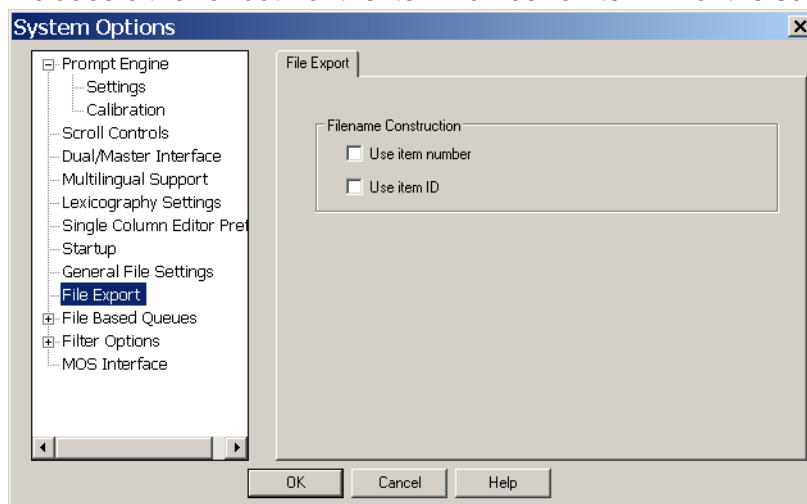 System Options
Prompt Engine
Settings
Calibration
Scroll Controls
Dual/Master Interface
Multilingual Support
Lexicography Settings
Single Column Editor Pref
Startup
General File Settings
File Export
File Based Queues
Filter Options
MOS Interface
File Export
Filename Construction
Use item number
Use item ID
OK Cancel Help